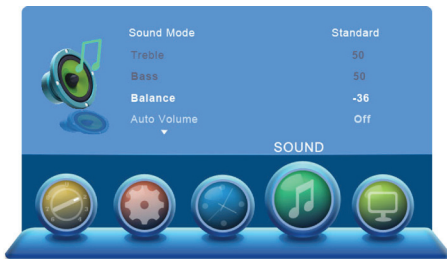 Sound Mode Standard
Treble 50
Bass 50
Balance -36
Auto Volume Off
SOUND